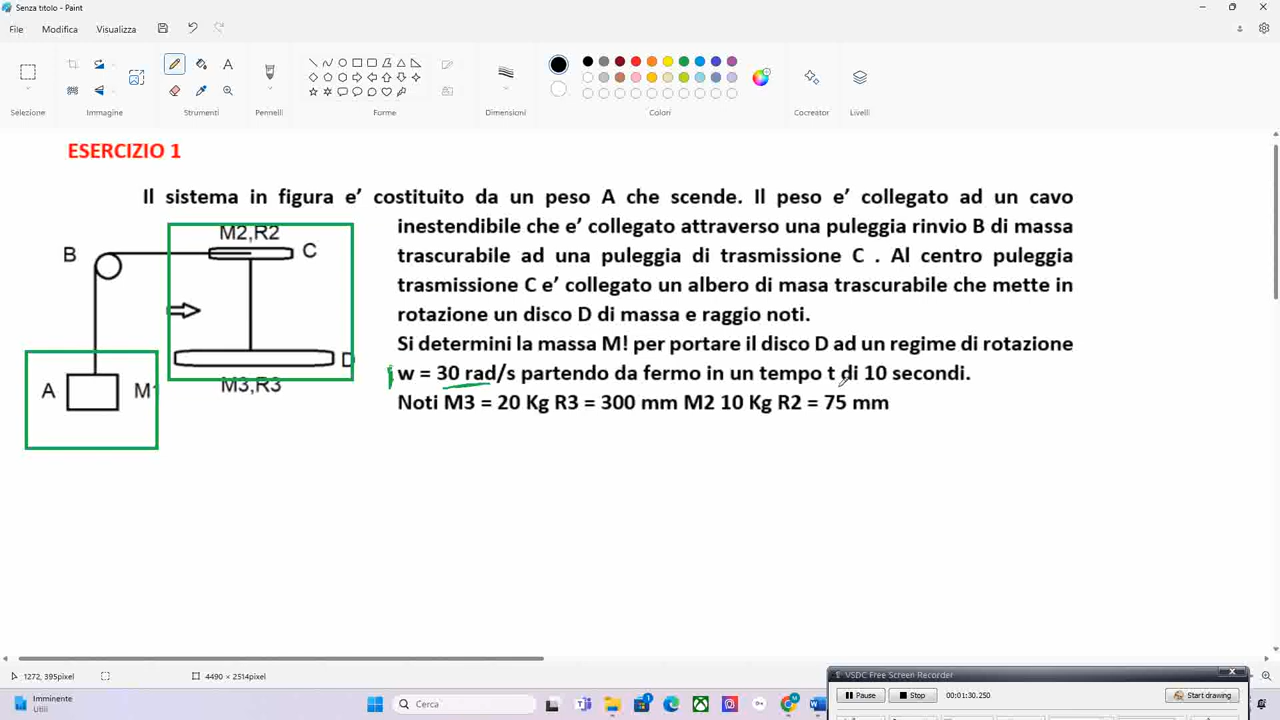 Senza titolo - Paint
File Modifica Visualizza
Selezione Immagine Strumenti Pennelli Forme Dimensioni Colori Cocreator Livelli
ESERCIZIO 1
Il sistema in figura e' costituito da un peso A che scende. Il peso e' collegato ad un cavo
inestendibile che e' collegato attraverso una puleggia rinvio B di massa
trascurabile ad una puleggia di trasmissione C . Al centro puleggia
trasmissione C e' collegato un albero di masa trascurabile che mette in
rotazione un disco D di massa e raggio noti.
Si determini la massa M! per portare il disco D ad un regime di rotazione
w = 30 rad/s partendo da fermo in un tempo t di 10 secondi.
Noti M3 = 20 Kg R3 = 300 mm M2 10 Kg R2 = 75 mm
M2,R2
B
C
D
M3,R3
A
M1
1272, 395pixel
4490 × 2514pixel
VSDC Free Screen Recorder
Pause Stop 00:01:30.250 Start drawing
Imminente
Utili
Cerca